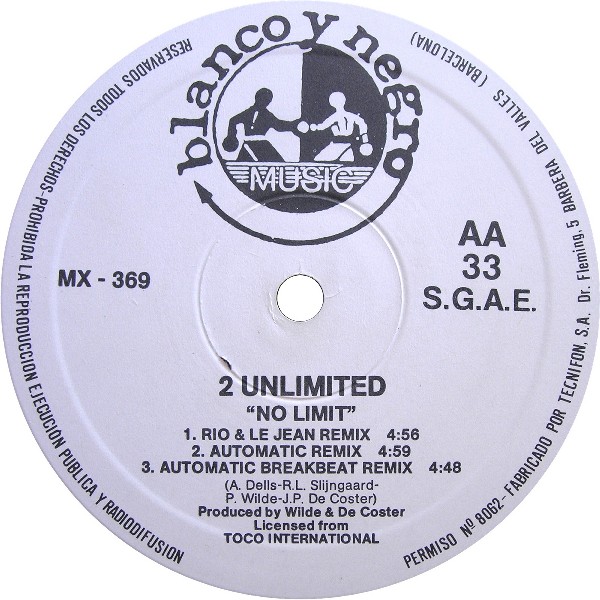 blanco y negro
MUSIC
AA
33
S.G.A.E.
MX - 369
2 UNLIMITED
“NO LIMIT”
1. RIO & LE JEAN REMIX 4:56
2. AUTOMATIC REMIX 4:59
3. AUTOMATIC BREAKBEAT REMIX 4:48
(A. Dells-R.L. Slijngaard-
P. Wilde-J.P. De Coster)
Produced by Wilde & De Coster
Licensed from
TOCO INTERNATIONAL
RESERVADOS TODOS LOS DERECHOS-PROHIBIDA LA REPRODUCCION EJECUCIÓN PUBLICA Y RADIODIFUSION
PERMISO Nº 8062-FABRICADO POR TECNIFON, S.A. Dr. Fleming, 5 BARBERA DEL VALLES (BARCELONA)